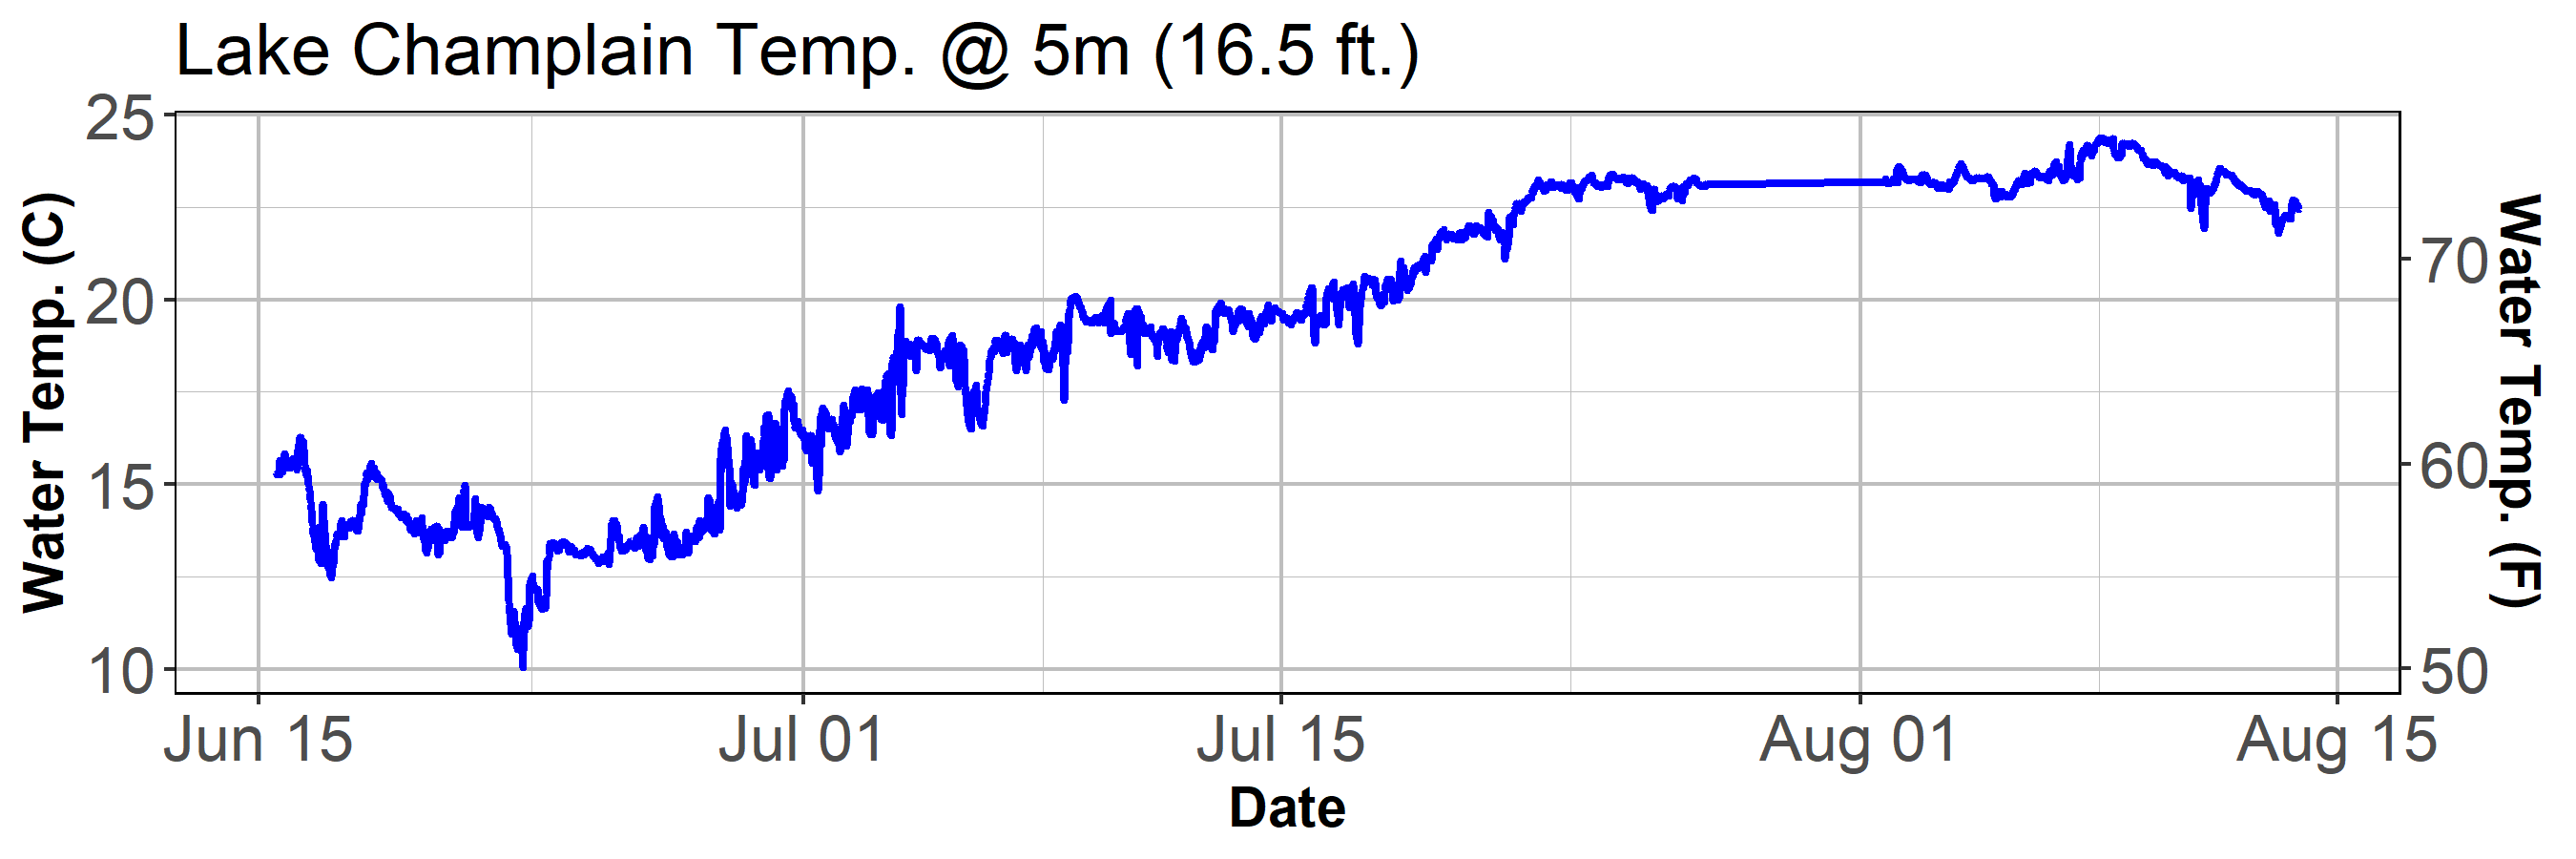 Lake Champlain Temp. @ 5m (16.5 ft.)
Water Temp. (C)
25
20
15
10
70
60
50
Water Temp. (F)
Jun 15 Jul 01 Jul 15 Aug 01 Aug 15
Date